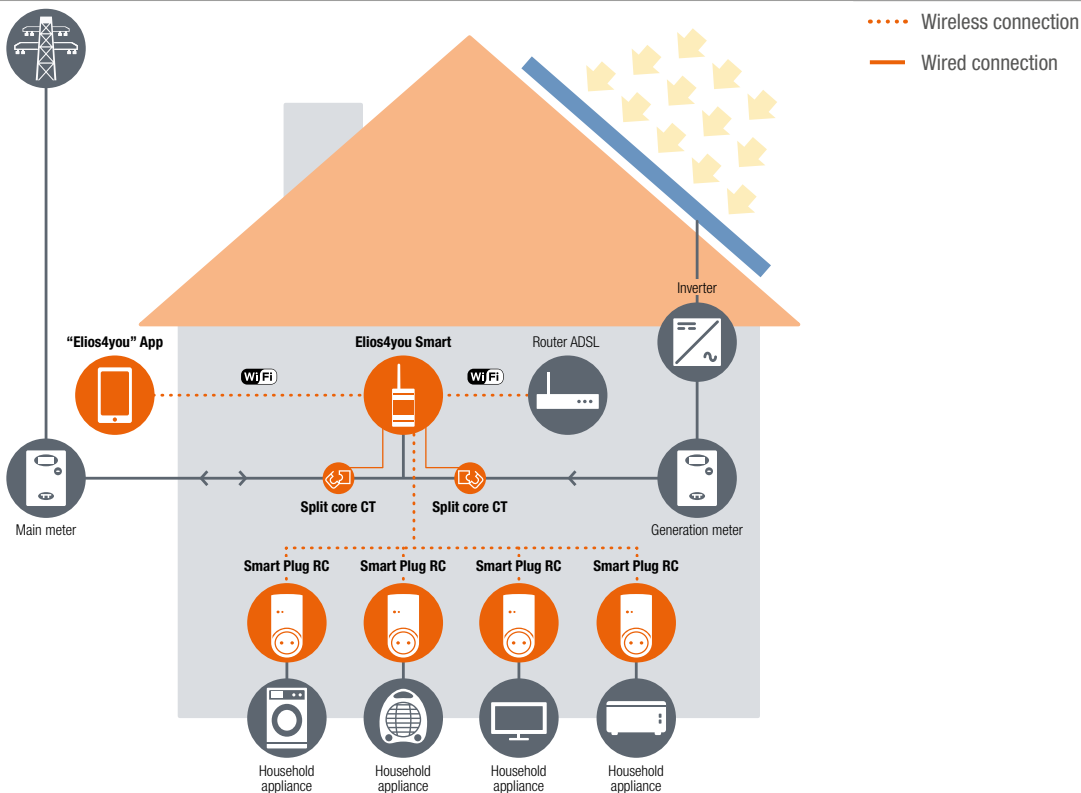 Wireless connection
Wired connection
Inverter
“Elios4you” App
Elios4you Smart
Router ADSL
WiFi
WiFi
Split core CT
Split core CT
Main meter
Generation meter
Smart Plug RC
Smart Plug RC
Smart Plug RC
Smart Plug RC
Household
appliance
Household
appliance
Household
appliance
Household
appliance